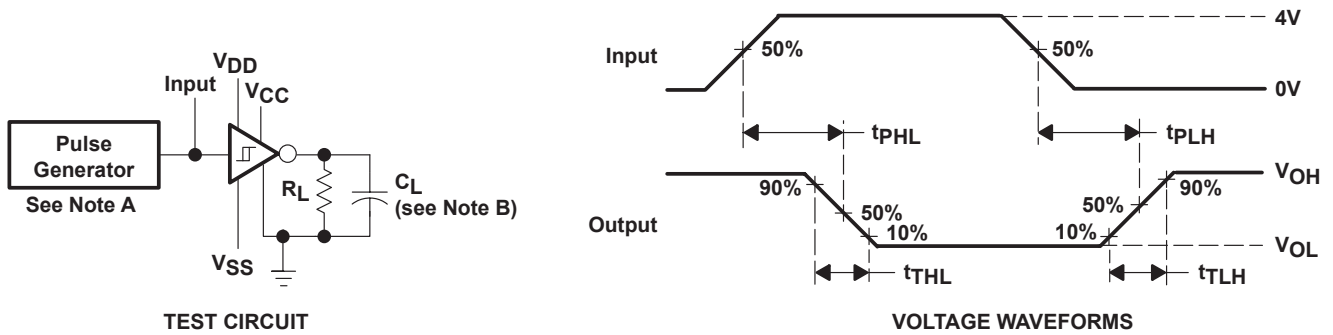 Input
VDD
VCC
Pulse
Generator
See Note A
RL
CL
(see Note B)
VSS
TEST CIRCUIT
Input
50%
50%
4V
0V
tPHL
tPLH
Output
90%
50%
10%
10%
50%
90%
VOH
VOL
tTHL
tTLH
VOLTAGE WAVEFORMS